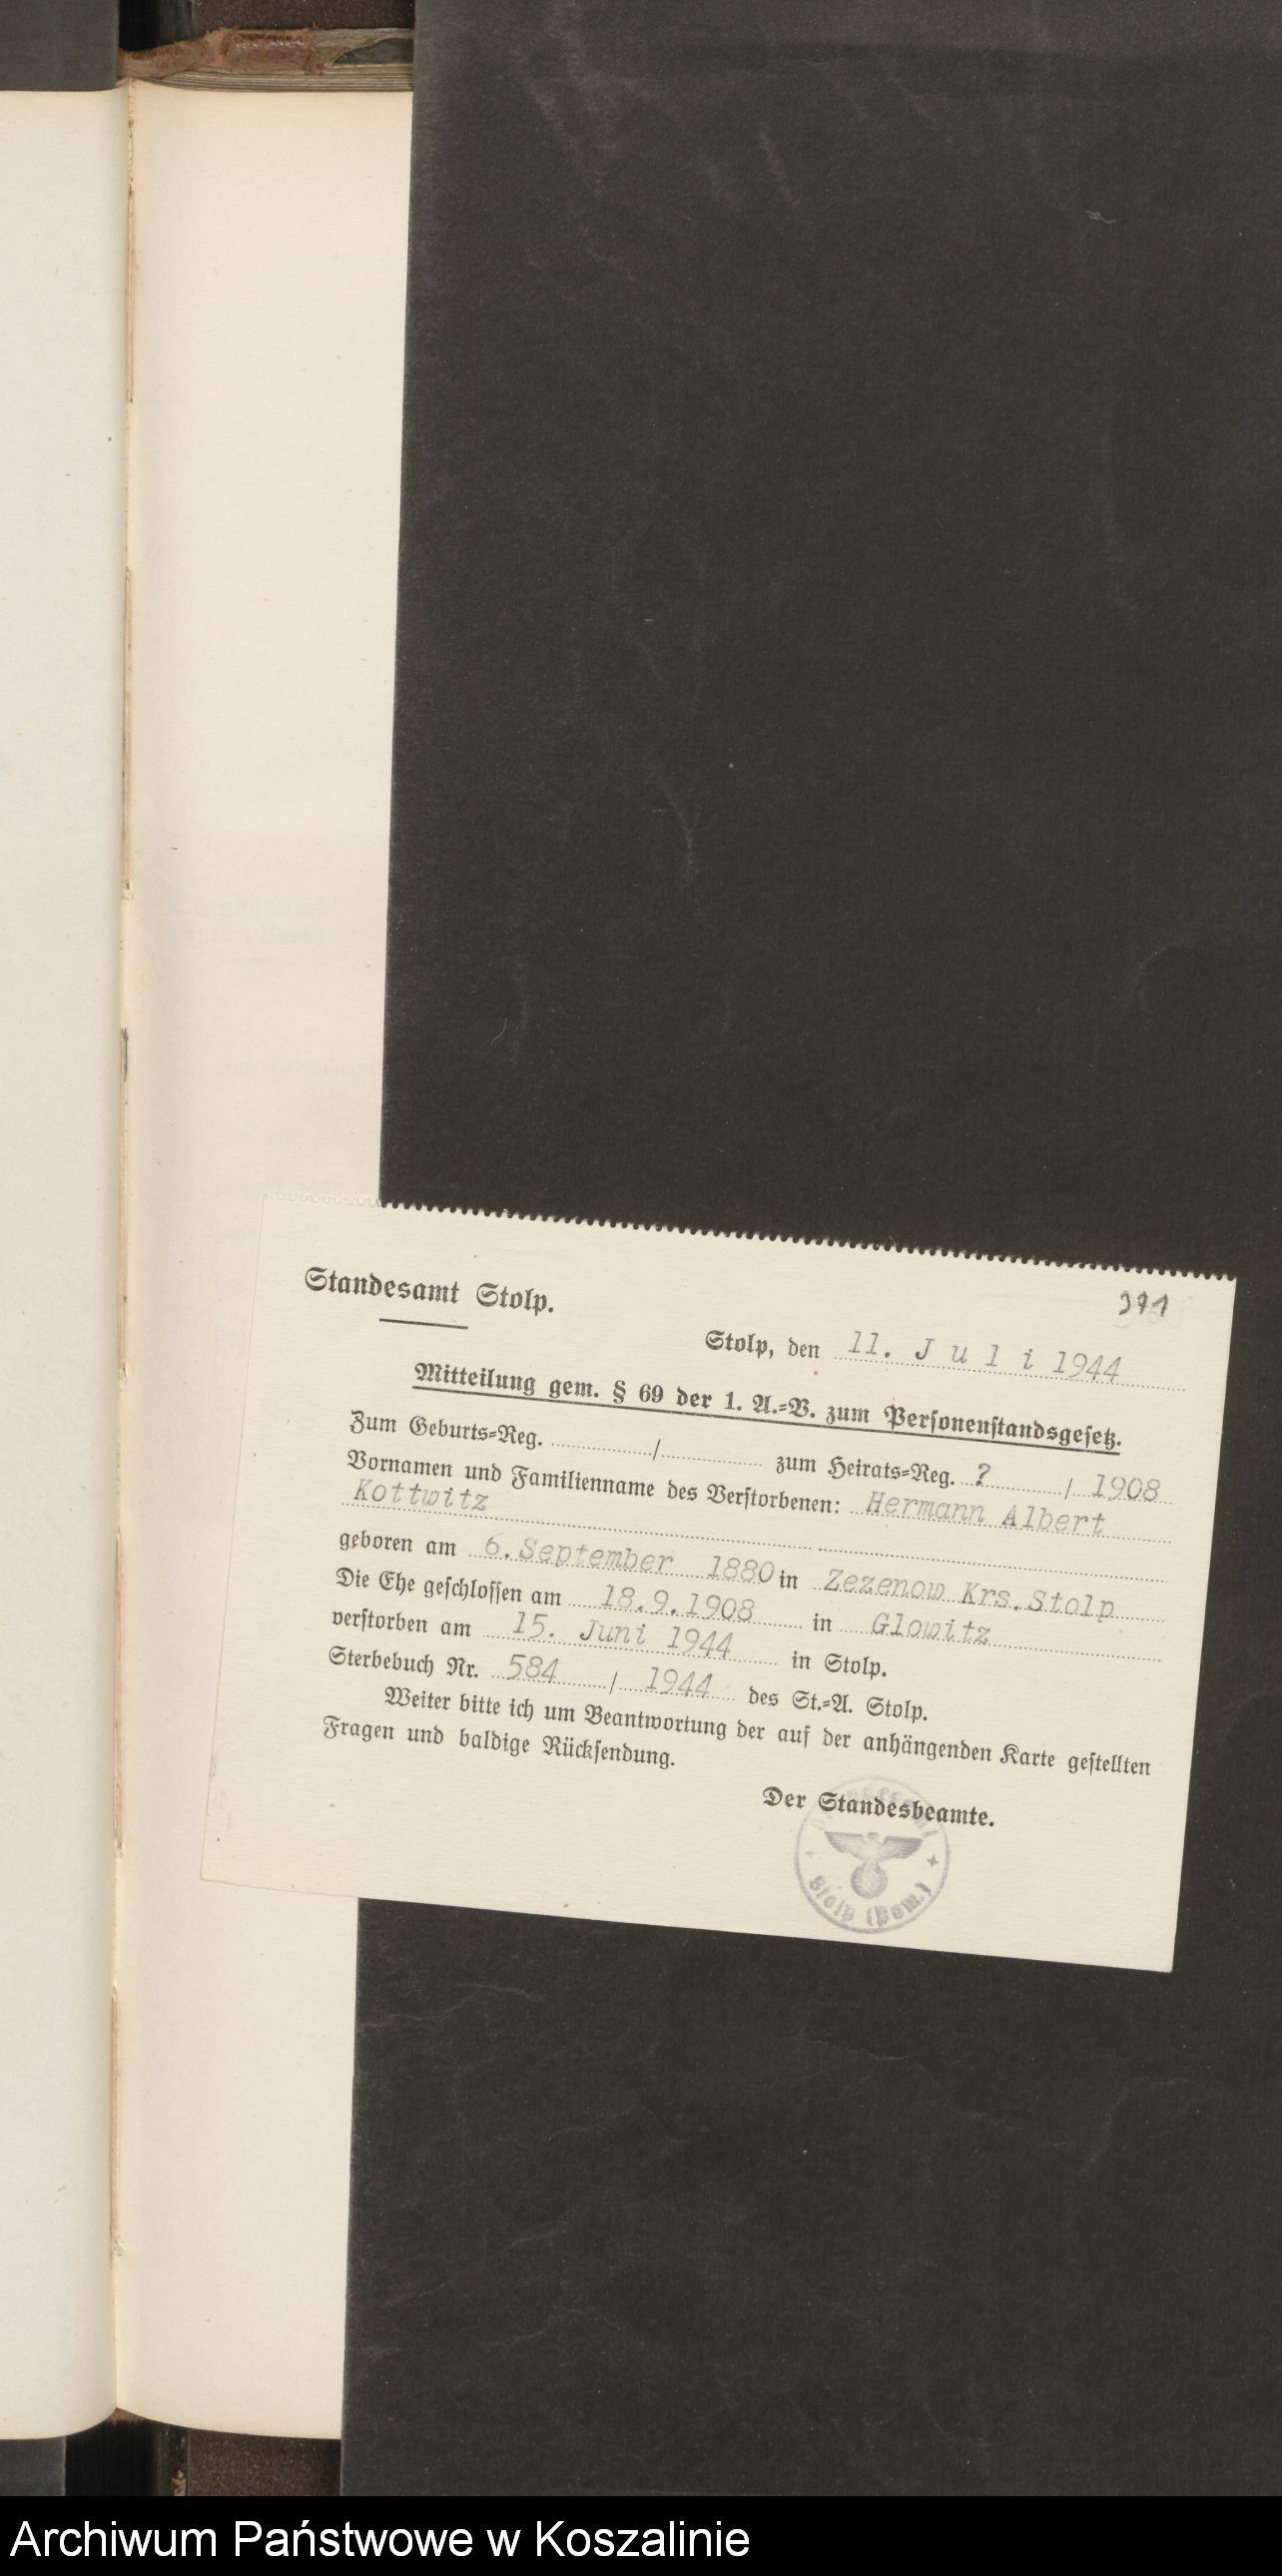 Standesamt Stolp.
391
Stolp, den 11. J u l i 1944
Mitteilung gem. § 69 der 1. A.=V. zum Personenstandsgesetz.
Zum Geburts=Reg. / zum Heirats=Reg. ? / 1908
Vornamen und Familienname des Verstorbenen: Hermann Albert
Kottwitz
geboren am 6. September 1880 in Zezenow Krs. Stolp
Die Ehe geschlossen am 18.9.1908 in Glowitz
verstorben am 15. Juni 1944 in Stolp.
Sterbebuch Nr. 584 / 1944 des St.=A. Stolp.
Weiter bitte ich um Beantwortung der auf der anhängenden Karte gestellten
Fragen und baldige Rücksendung.
Der Standesbeamte.
Stolp (Pom.)
Archiwum Państwowe w Koszalinie